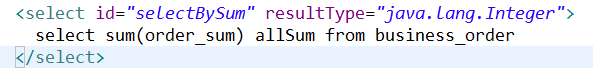 <select id="selectBySum" resultType="java.lang.Integer">
select sum(order_sum) allSum from business_order
</select>